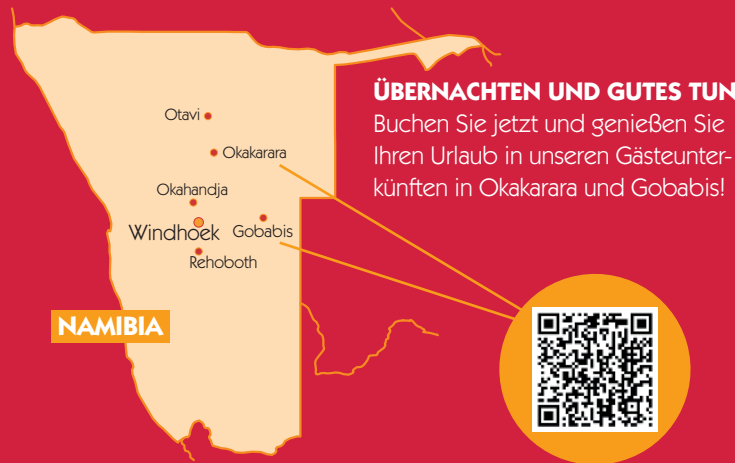 ÜBERNACHTEN UND GUTES TUN
Buchen Sie jetzt und genießen Sie
Ihren Urlaub in unseren Gästeunter-
künften in Okakarara und Gobabis!
Otavi
Okakarara
Okahandja
Windhoek
Gobabis
Rehoboth
NAMIBIA